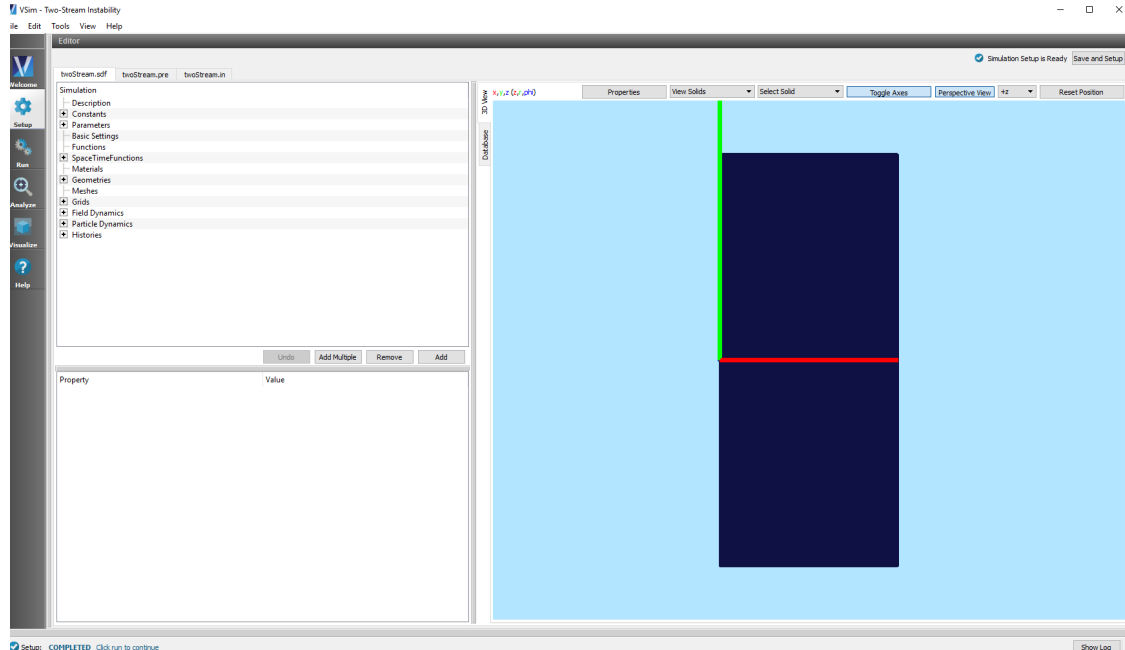 VSim - Two-Stream Instability
ile Edit Tools View Help
Editor
Simulation Setup is Ready Save and Setup
Welcome
Setup
Run
Analyze
Visualize
Help
twoStream.sdf twoStream.pre twoStream.in
Simulation
Description
Constants
Parameters
Basic Settings
Functions
SpaceTimeFunctions
Materials
Geometries
Meshes
Grids
Field Dynamics
Particle Dynamics
Histories
Undo Add Multiple Remove Add
Property Value
3D View
Database
x,y,z (z,r,phi) Properties View Solids Select Solid Toggle Axes Perspective View +z Reset Position
Setup: COMPLETED Click run to continue
Show Log